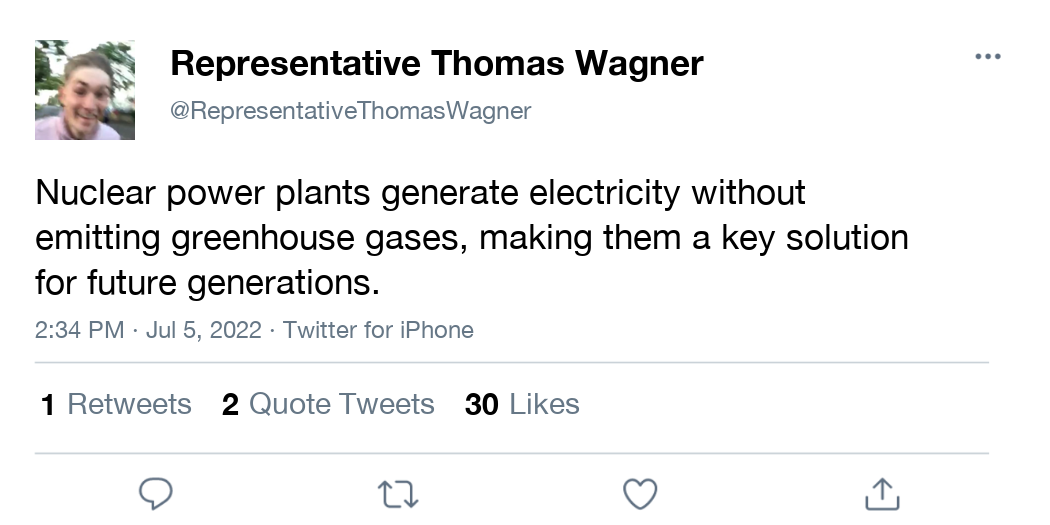 Representative Thomas Wagner
@RepresentativeThomasWagner
Nuclear power plants generate electricity without
emitting greenhouse gases, making them a key solution
for future generations.
2:34 PM · Jul 5, 2022 · Twitter for iPhone
1 Retweets 2 Quote Tweets 30 Likes